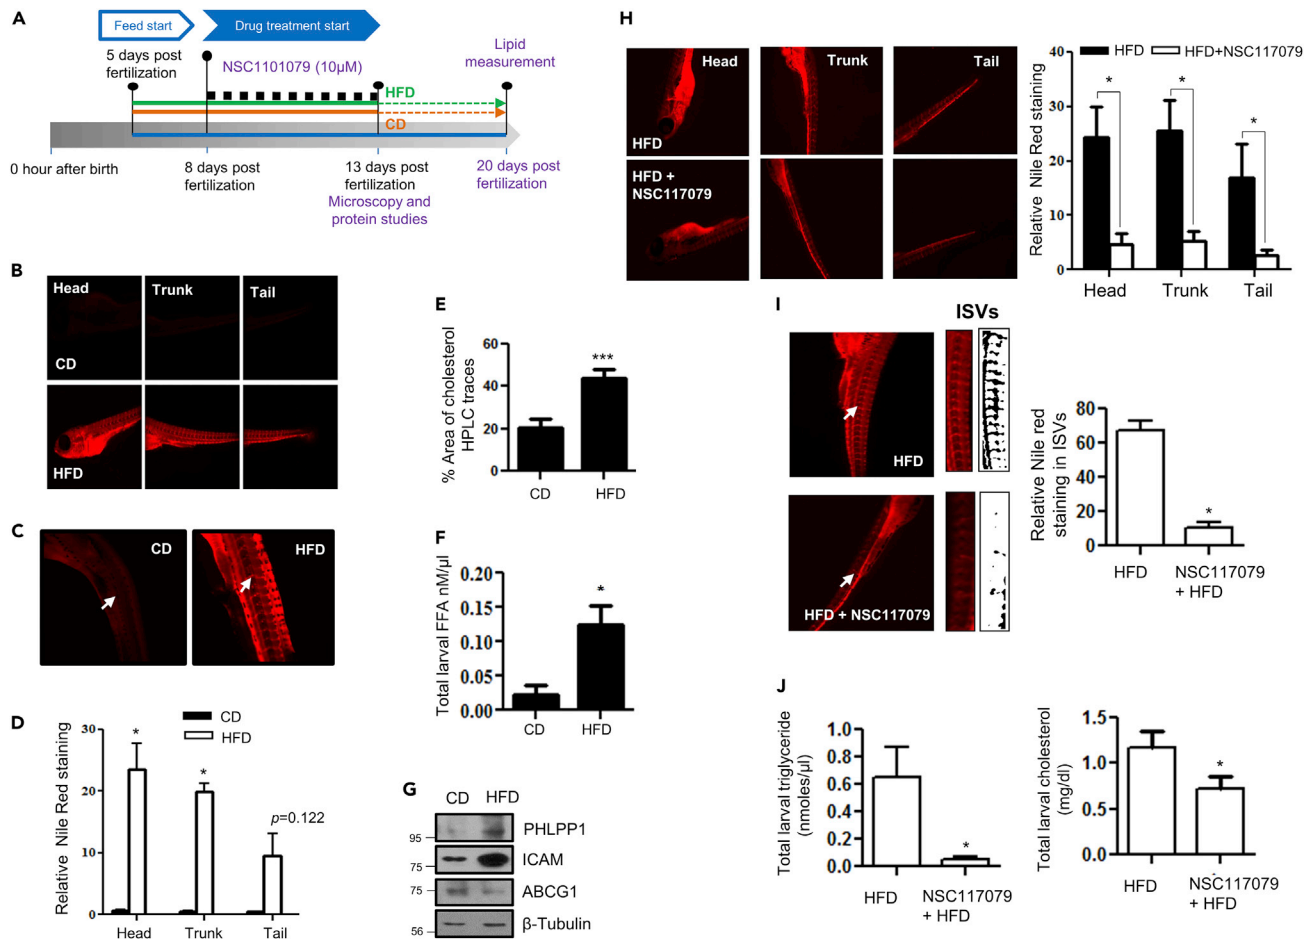 A
Feed start
Drug treatment start
5 days post
fertilization
NSC1101079 (10µM)
Lipid
measurement
HFD
CD
0 hour after birth
8 days post
fertilization
13 days post
fertilization
Microscopy and
protein studies
20 days post
fertilization
B
Head
Trunk
Tail
CD
HFD
C
CD
HFD
D
CD
HFD
Relative Nile Red staining
30
20
10
0
*
*
p=0.122
Head
Trunk
Tail
E
% Area of cholesterol
HPLC traces
60
40
20
0
***
CD
HFD
F
Total larval FFA nM/µl
0.20
0.15
0.10
0.05
0.00
*
CD
HFD
G
CD
HFD
95
PHLPP1
75
ICAM
75
ABCG1
56
β-Tubulin
H
Head
Trunk
Tail
HFD
HFD +
NSC117079
HFD
HFD+NSC117079
Relative Nile Red staining
40
30
20
10
0
*
*
*
Head
Trunk
Tail
I
ISVs
HFD
HFD + NSC117079
Relative Nile red
staining in ISVs
80
60
40
20
0
*
HFD
NSC117079
+ HFD
J
Total larval triglyceride
(nmoles/µl)
1.0
0.8
0.6
0.4
0.2
0.0
*
HFD
NSC117079
+ HFD
Total larval cholesterol
(mg/dl)
1.5
1.0
0.5
0.0
*
HFD
NSC117079
+ HFD